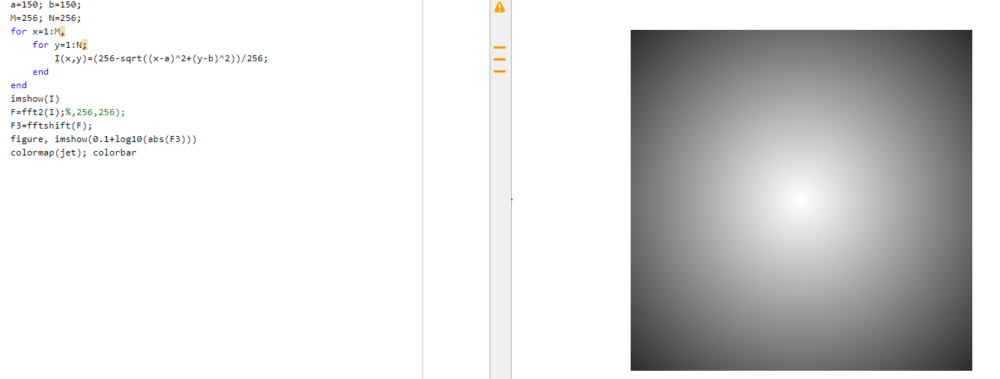 a=150; b=150;
M=256; N=256;
for x=1:M,
    for y=1:N;
        I(x,y)=(256-sqrt((x-a)^2+(y-b)^2))/256;
    end
end
imshow(I)
F=fft2(I);%,256,256);
F3=fftshift(F);
figure, imshow(0.1+log10(abs(F3)))
colormap(jet); colorbar